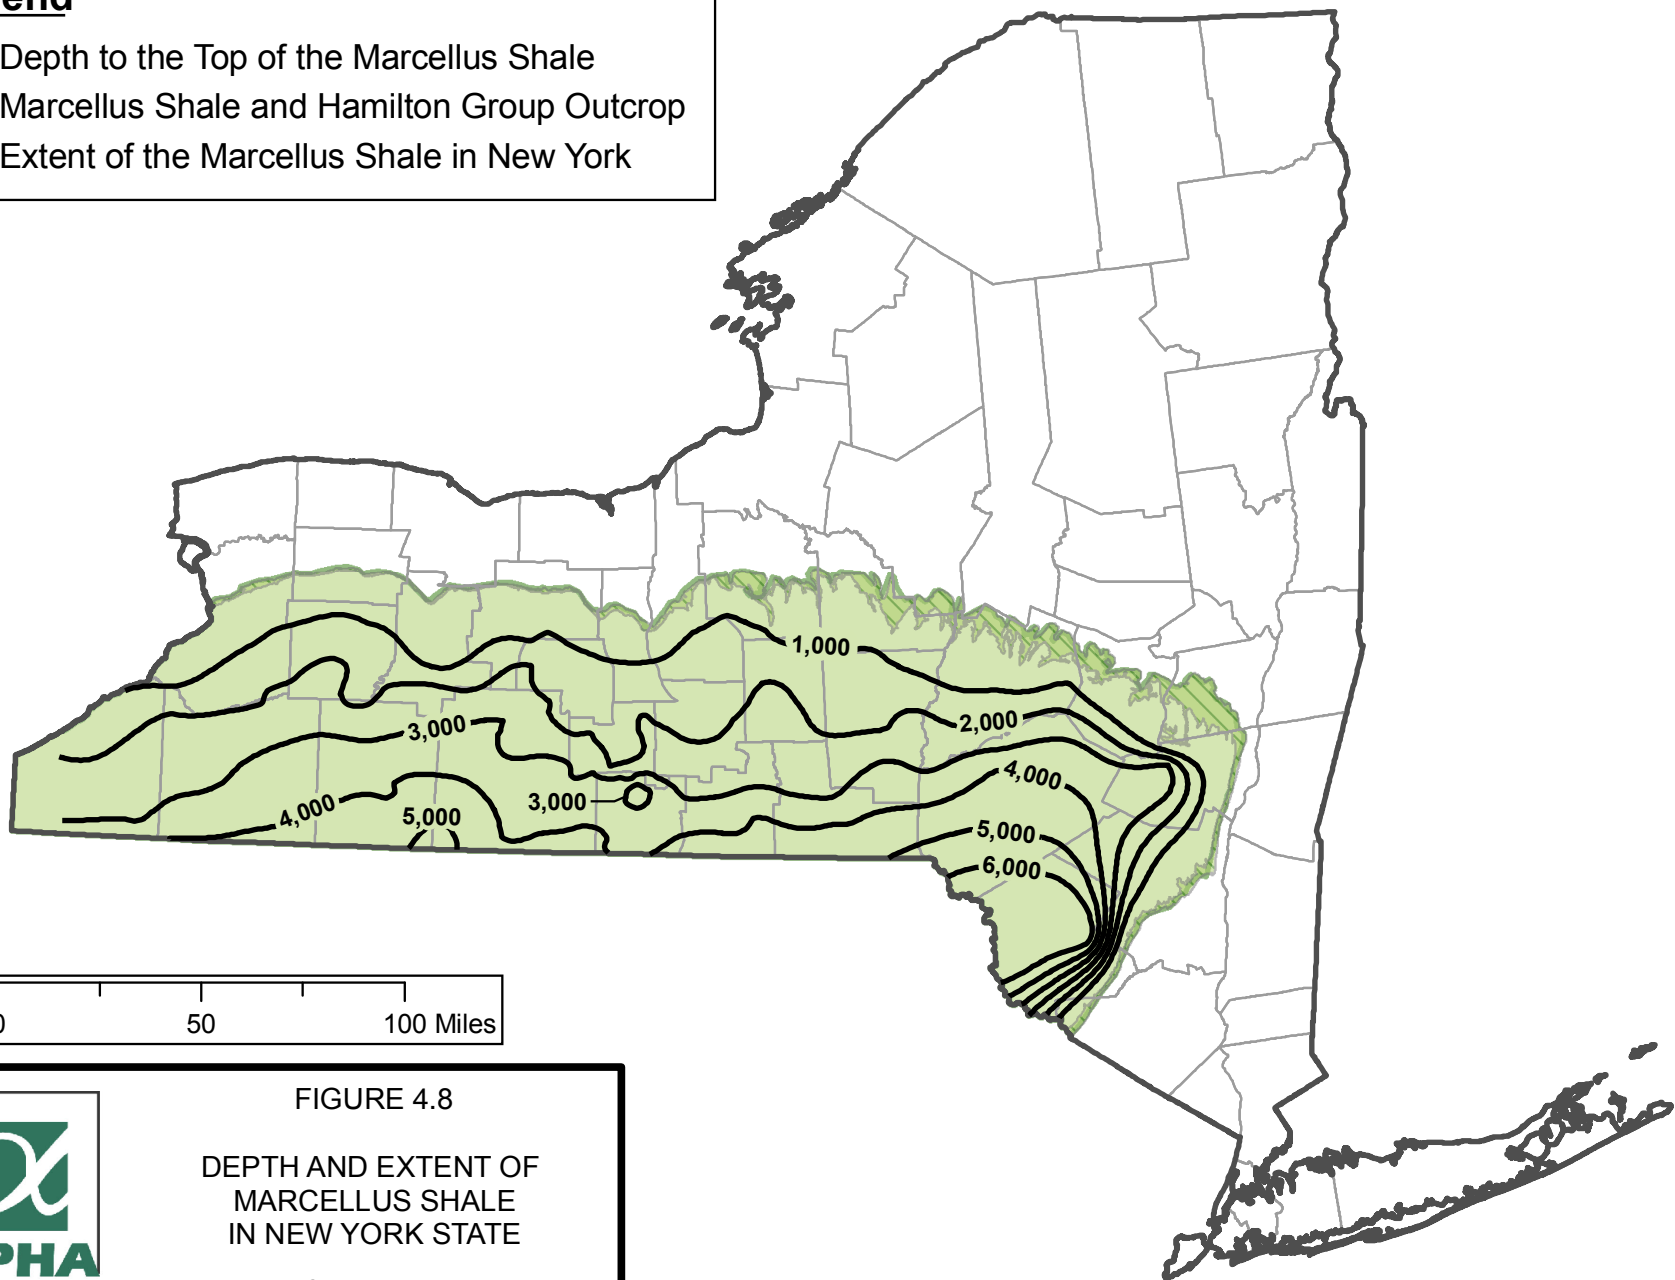 end
Depth to the Top of the Marcellus Shale
Marcellus Shale and Hamilton Group Outcrop
Extent of the Marcellus Shale in New York
1,000
2,000
3,000
4,000
3,000
4,000
5,000
5,000
6,000
0 50 100 Miles
FIGURE 4.8
DEPTH AND EXTENT OF
MARCELLUS SHALE
IN NEW YORK STATE
PHA